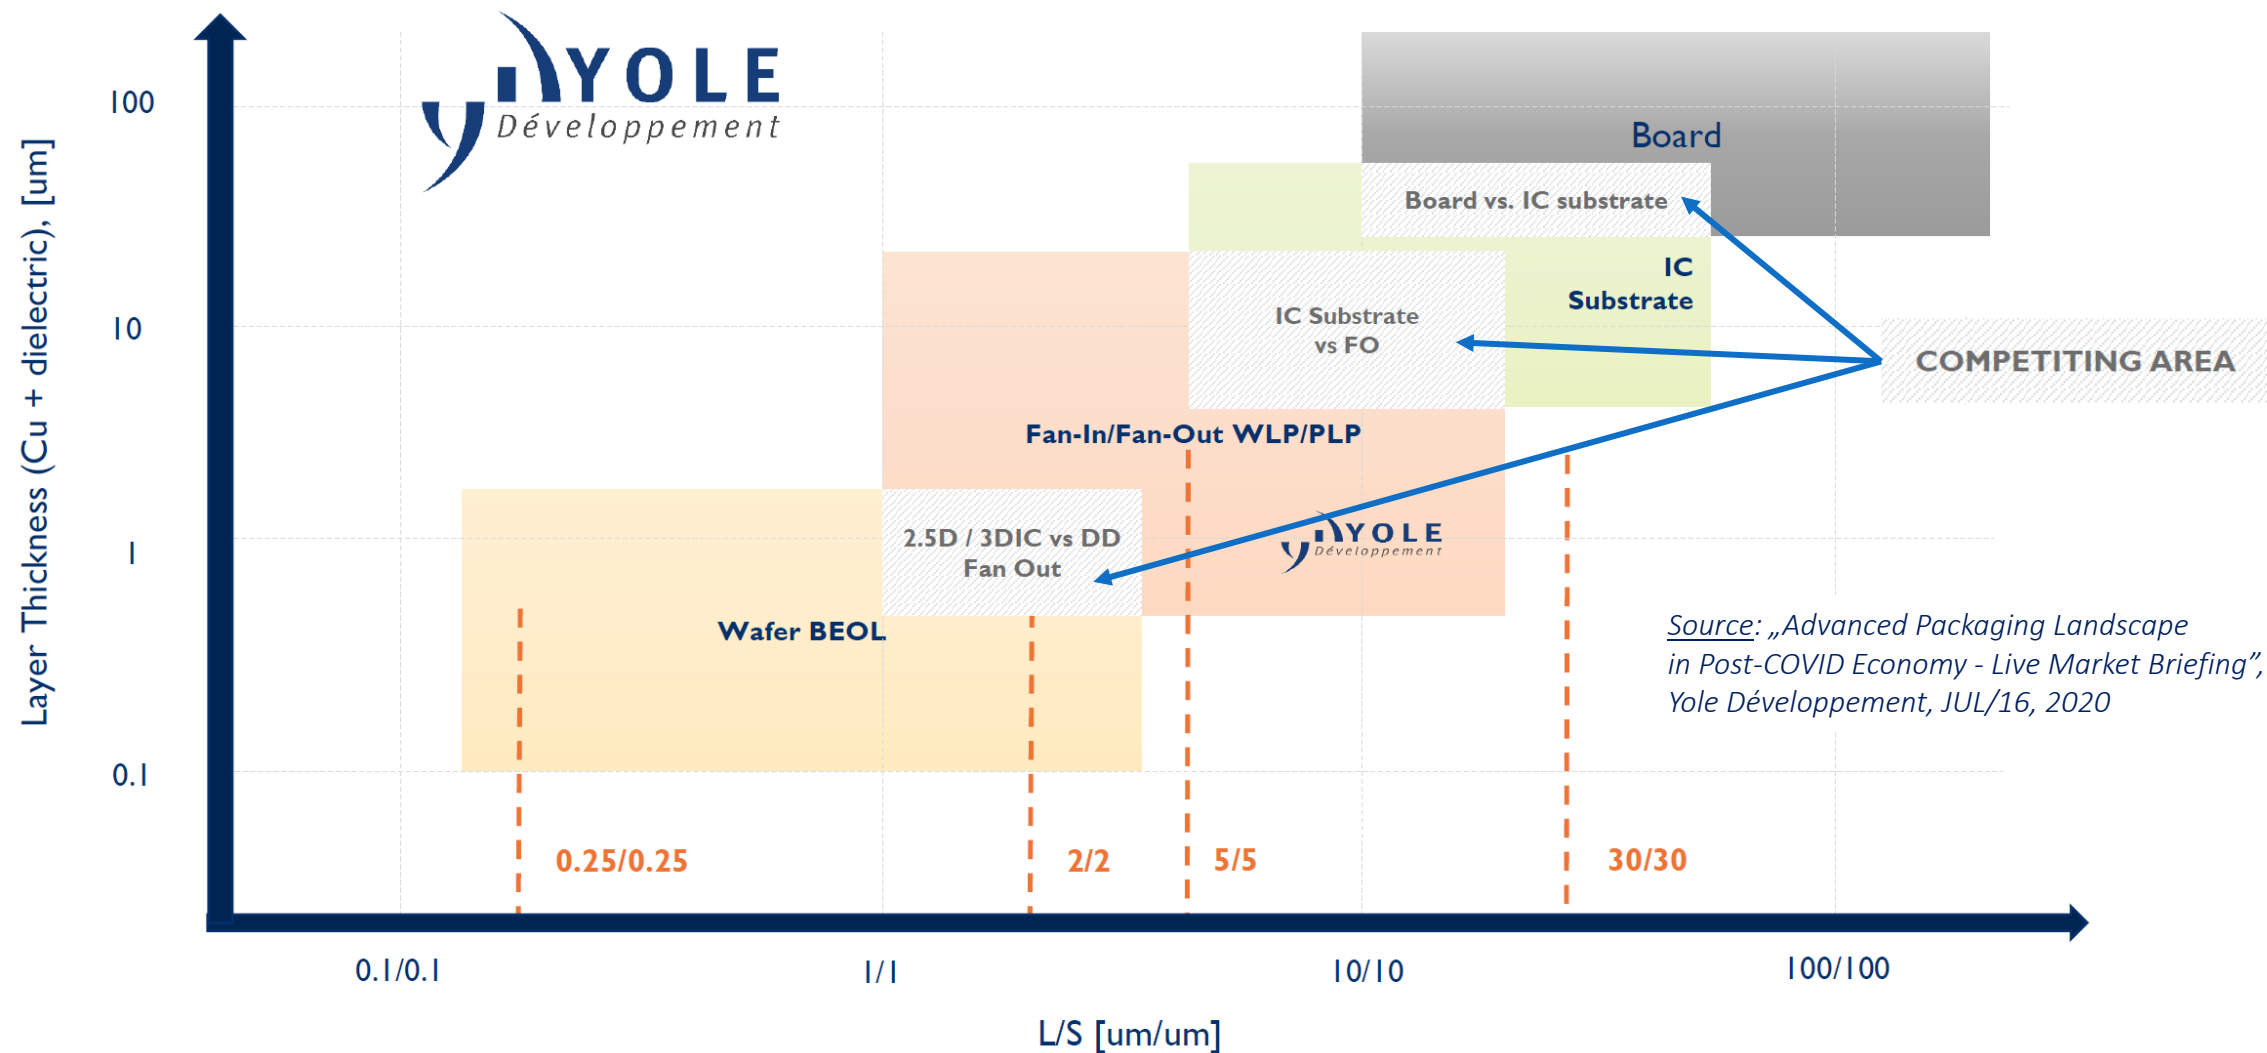 YOLE
Développement
Layer Thickness (Cu + dielectric), [um]
100
10
1
0.1
Board
Board vs. IC substrate
IC
Substrate
IC Substrate
vs FO
COMPETITING AREA
Fan-In/Fan-Out WLP/PLP
2.5D / 3DIC vs DD
Fan Out
YOLE
Développement
Wafer BEOL
Source: „Advanced Packaging Landscape
in Post-COVID Economy - Live Market Briefing”,
Yole Développement, JUL/16, 2020
0.25/0.25
2/2
5/5
30/30
0.1/0.1
1/1
10/10
100/100
L/S [um/um]